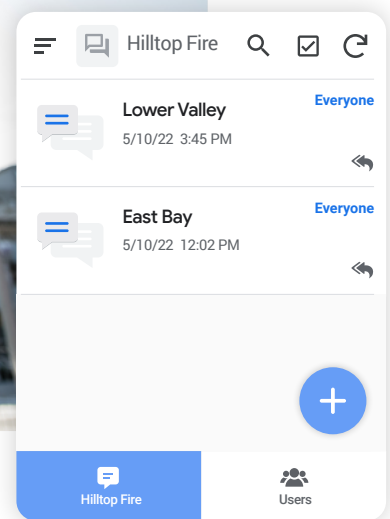 Hilltop Fire
Lower Valley
Everyone
5/10/22 3:45 PM
East Bay
Everyone
5/10/22 12:02 PM
Hilltop Fire
Users